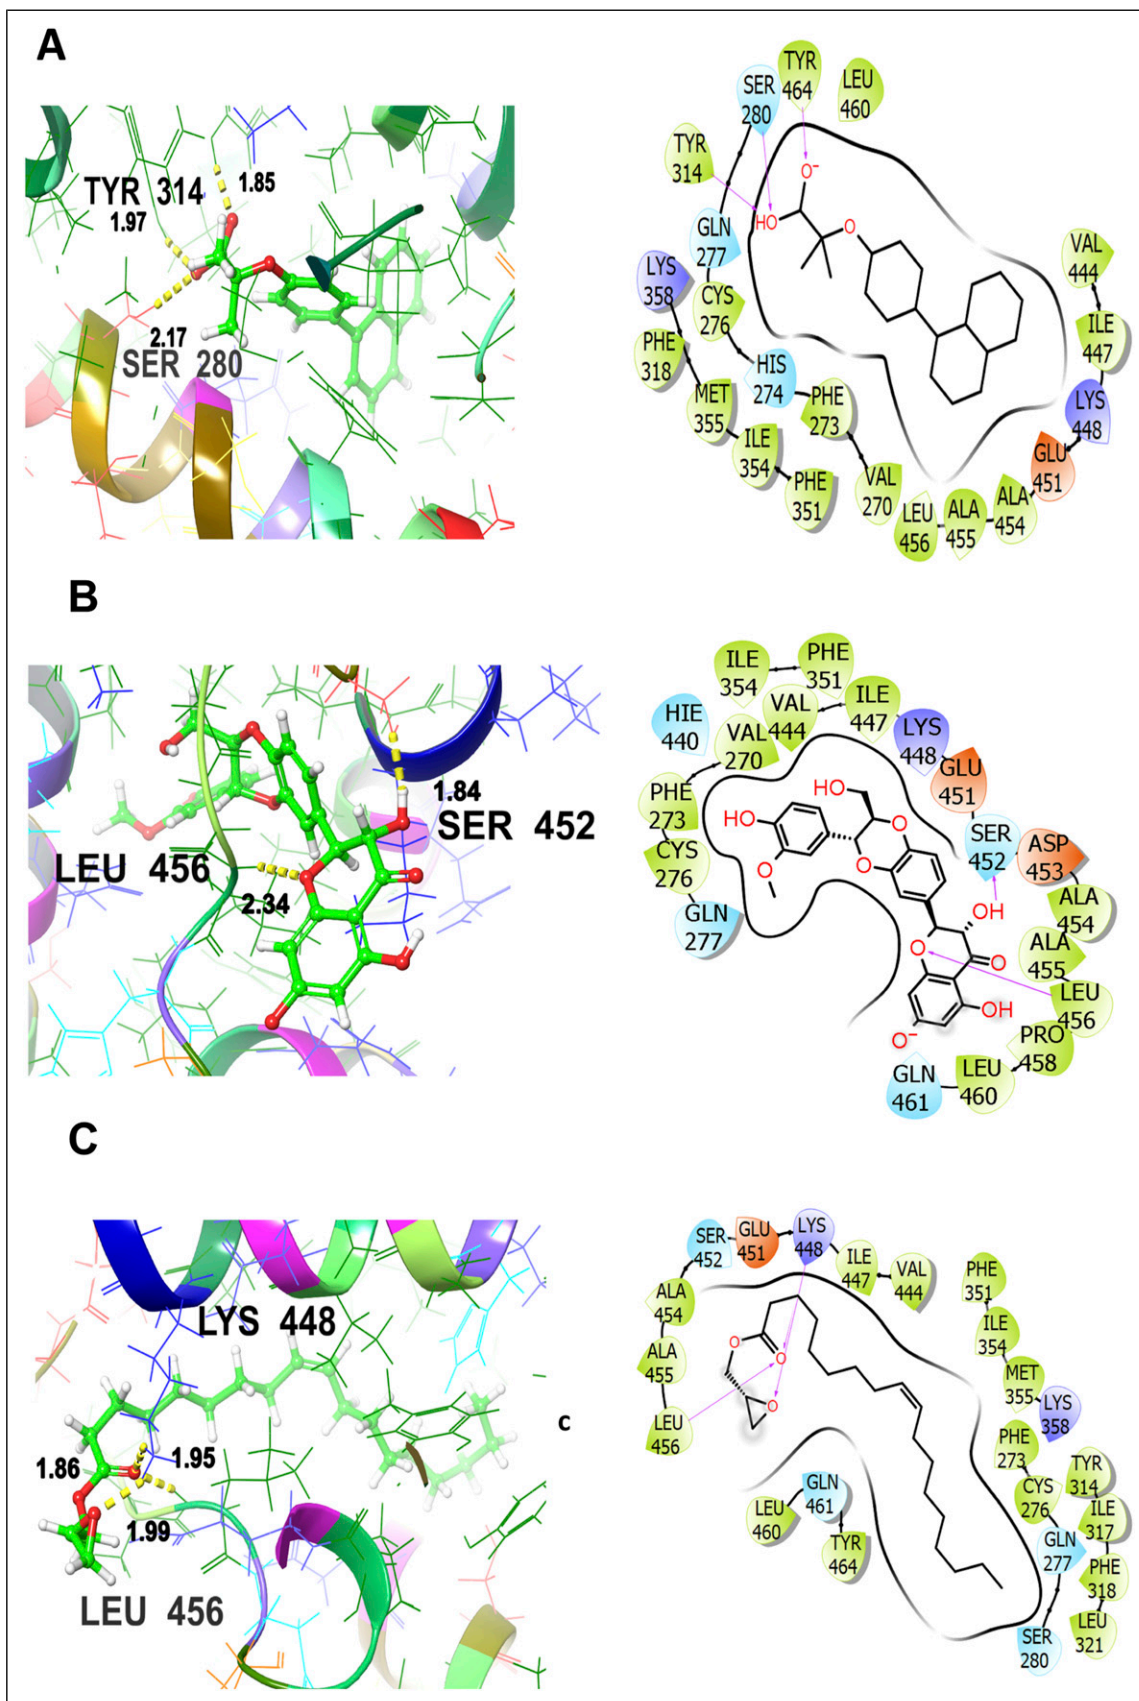 A
TYR 314
1.85
1.97
2.17
SER 280
TYR
464
LEU
460
SER
280
TYR
314
O⁻
HO
O
GLN
277
LYS
358
CYS
276
PHE
318
HIS
274
MET
355
PHE
273
ILE
354
PHE
351
VAL
270
LEU
456
ALA
455
ALA
454
GLU
451
LYS
448
ILE
447
VAL
444
B
1.84
SER 452
LEU 456
2.34
ILE
354
PHE
351
HIE
440
VAL
270
VAL
444
ILE
447
LYS
448
GLU
451
PHE
273
CYS
276
GLN
277
SER
452
ASP
453
ALA
454
ALA
455
LEU
456
PRO
458
LEU
460
GLN
461
HO
HO
O
O
O
OH
O
O
OH
O⁻
C
LYS 448
1.86
1.95
1.99
LEU 456
c
SER
452
GLU
451
LYS
448
ILE
447
VAL
444
ALA
454
ALA
455
LEU
456
O
O
O
PHE
351
ILE
354
MET
355
LYS
358
PHE
273
CYS
276
TYR
314
ILE
317
GLN
277
PHE
318
LEU
321
SER
280
LEU
460
GLN
461
TYR
464